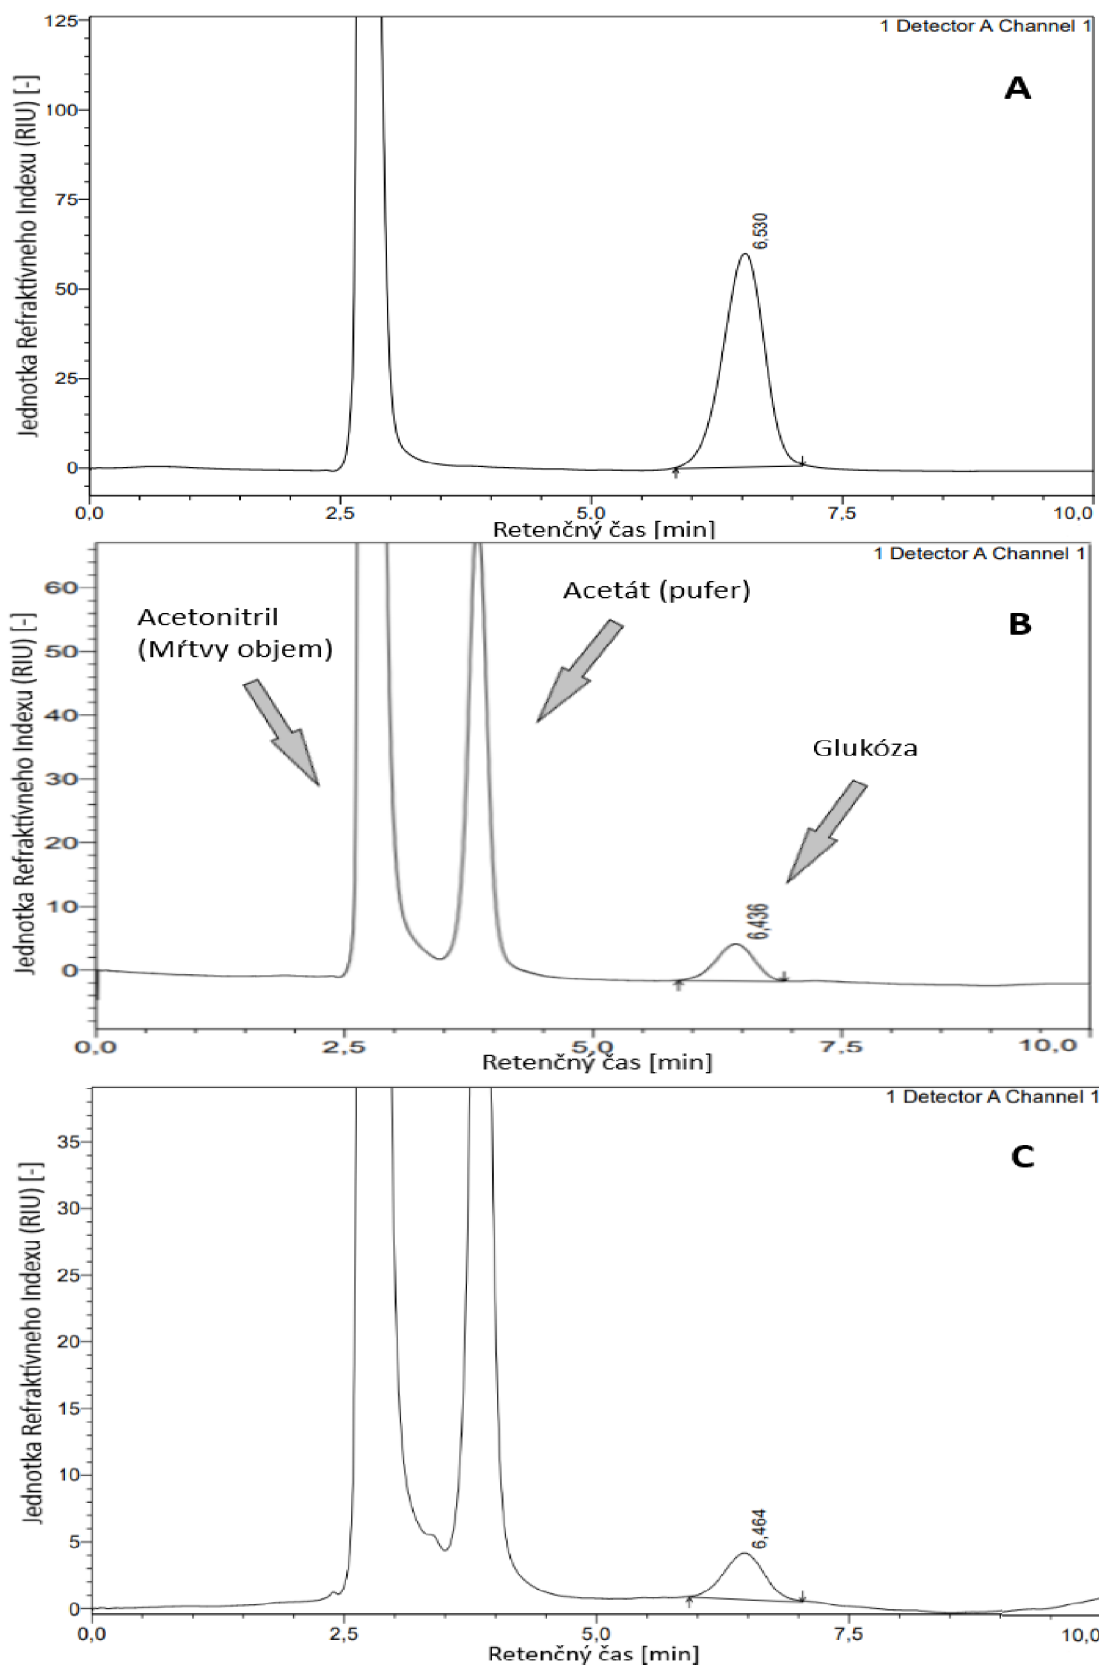 1 Detector A Channel 1
A
Jednotka Refraktívneho Indexu (RIU) [-]
125
100
75
50
25
0
6.530
0,0
2,5
5.0
7,5
10,0
Retenčný čas [min]
1 Detector A Channel 1
B
Jednotka Refraktívneho Indexu (RIU) [-]
60
50
40
30
20
10
0
Acetonitril
(Mŕtvy objem)
Acetát (pufer)
Glukóza
6,436
0,0
2,5
5,0
7,5
10,0
Retenčný čas [min]
1 Detector A Channel 1
C
Jednotka Refraktívneho Indexu (RIU) [-]
35
30
25
20
15
10
5
0
6,464
0,0
2,5
5,0
7,5
10,0
Retenčný čas [min]